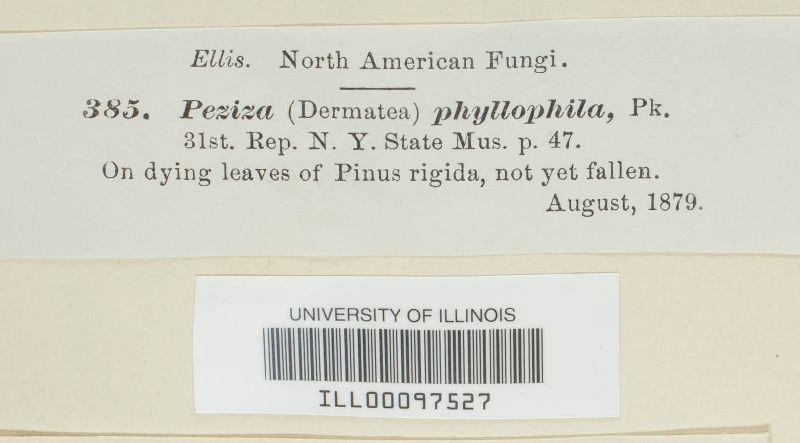 Ellis. North American Fungi.
385. Peziza (Dermatea) phyllophila, Pk.
31st. Rep. N. Y. State Mus. p. 47.
On dying leaves of Pinus rigida, not yet fallen.
August, 1879.
UNIVERSITY OF ILLINOIS
ILL00097527